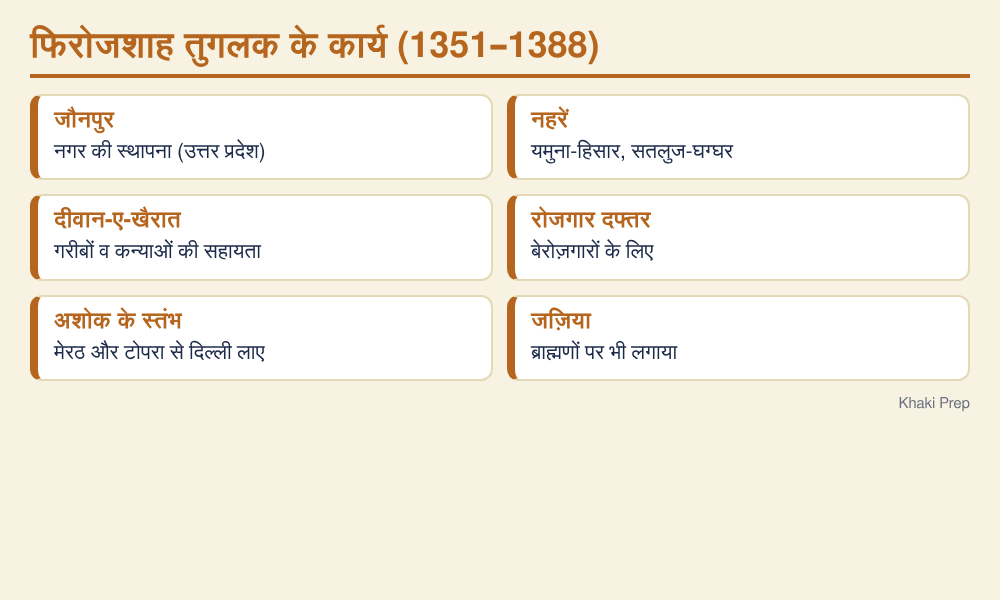 फिरोजशाह तुगलक के कार्य (1351–1388)
जौनपुर
नगर की स्थापना (उत्तर प्रदेश)
नहरें
यमुना-हिसार, सतलुज-घग्घर
दीवान-ए-खैरात
गरीबों व कन्याओं की सहायता
रोजगार दफ्तर
बेरोज़गारों के लिए
अशोक के स्तंभ
मेरठ और टोपरा से दिल्ली लाए
जज़िया
ब्राह्मणों पर भी लगाया
Khaki Prep